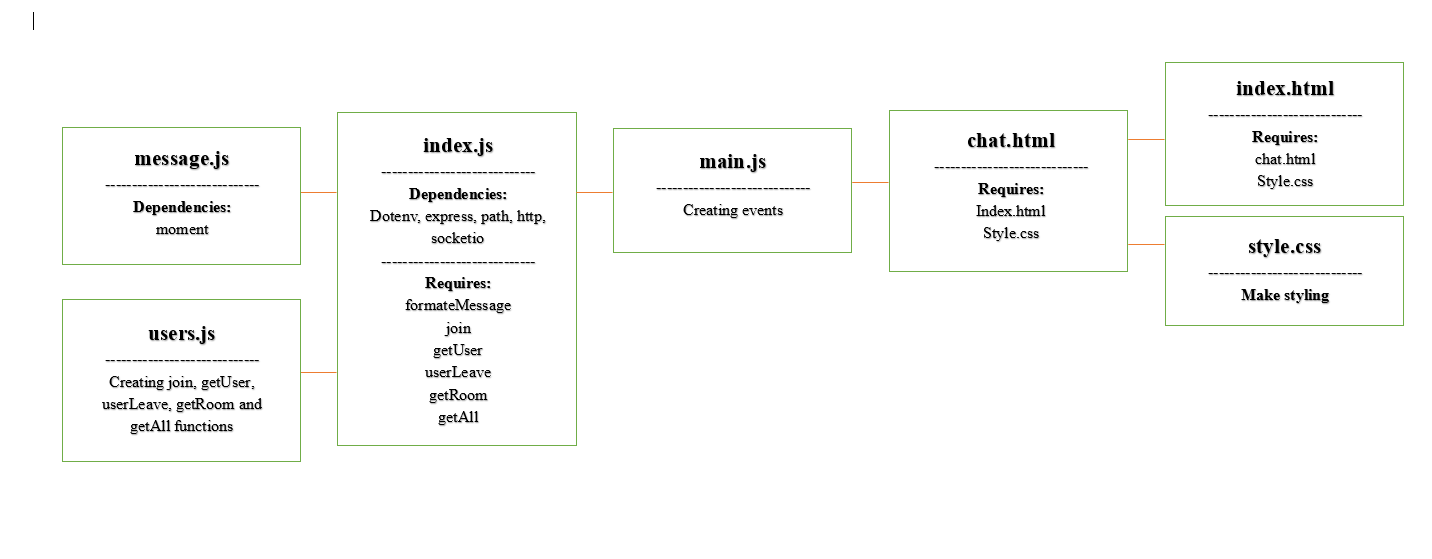 message.js
-----------------------------
Dependencies:
moment
users.js
-----------------------------
Creating join, getUser,
userLeave, getRoom and
getAll functions
index.js
-----------------------------
Dependencies:
Dotenv, express, path, http,
socketio
-----------------------------
Requires:
formateMessage
join
getUser
userLeave
getRoom
getAll
main.js
-----------------------------
Creating events
chat.html
-----------------------------
Requires:
Index.html
Style.css
index.html
-----------------------------
Requires:
chat.html
Style.css
style.css
-----------------------------
Make styling